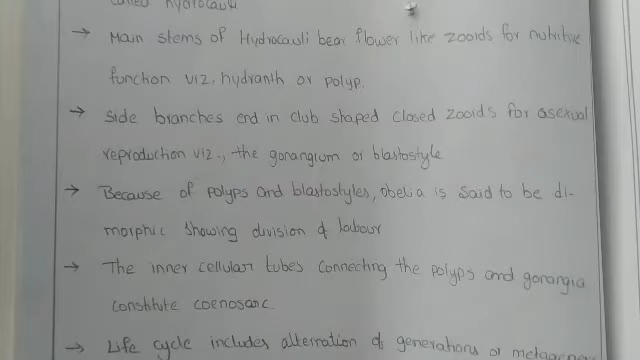 called hydrocauli
→ Main stems of Hydrocauli bear flower like zooids for nutritive
function viz, hydranth or polyp.
→ Side branches end in club shaped closed zooids for asexual
reproduction viz., the gonangium or blastostyle
→ Because of polyps and blastostyles, obelia is said to be di-
morphic showing division of labour
→ The inner cellular tubes connecting the polyps and gonangia
constitute coenosarc.
→ Life cycle includes alternation of generations or metagenesis